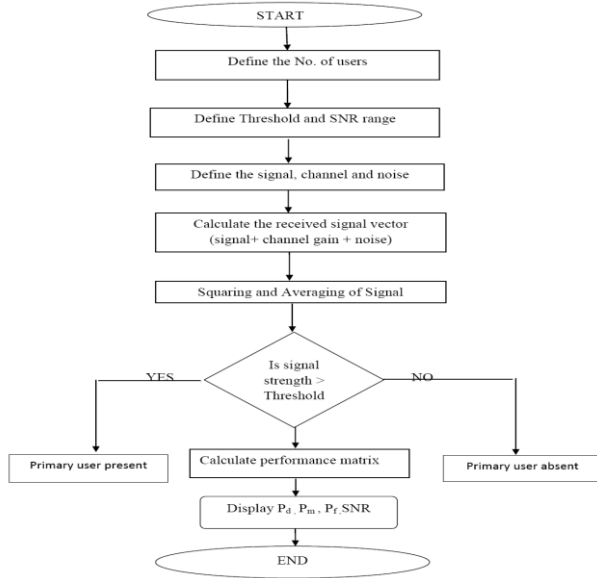 START
Define the No. of users
Define Threshold and SNR range
Define the signal, channel and noise
Calculate the received signal vector
(signal+ channel gain + noise)
Squaring and Averaging of Signal
YES
Is signal
strength >
Threshold
NO
Primary user present
Calculate performance matrix
Primary user absent
Display Pd , Pm , Pf ,SNR
END